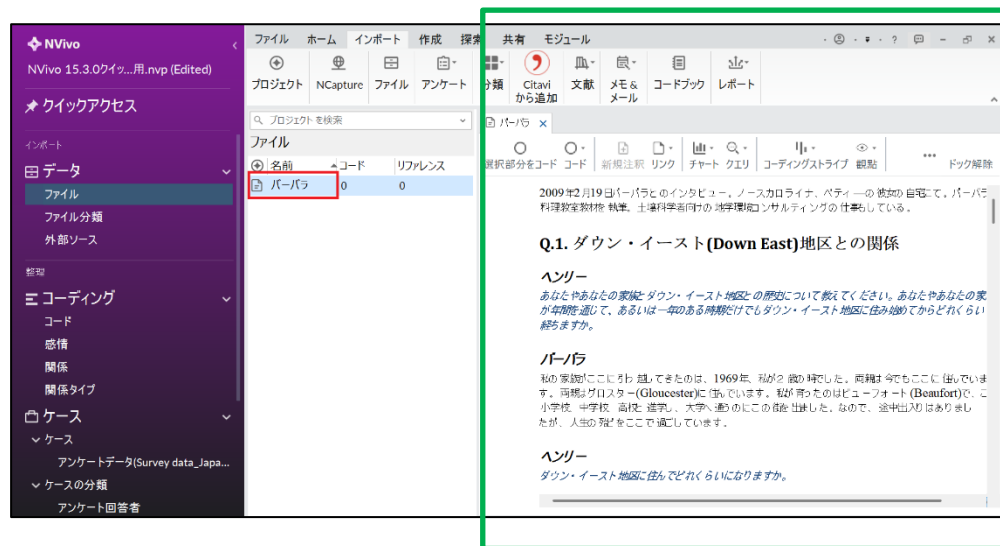 NVivo
NVivo 15.3.0クイッ...用.nvp (Edited)
クイックアクセス
インポート
データ
ファイル
ファイル分類
外部ソース
整理
コーディング
コード
感情
関係
関係タイプ
ケース
ケース
アンケートデータ(Survey data_Japa...
ケースの分類
アンケート回答者
ファイル ホーム インポート 作成 探索 共有 モジュール
プロジェクト NCapture ファイル アンケート 分類 Citavi から追加 文献 メモ& メール コードブック レポート
プロジェクトを検索
ファイル
名前 コード リファレンス
バーバラ 0 0
バーバラ ×
選択部分をコード コード 新規注釈 リンク チャート クエリ コーディングストライプ 観点 ... ドック解除
2009年2月19日バーバラとのインタビュー。ノースカロライナ、ベティーの彼女の自宅にて。バーバラ
料理教室教材を執筆、土壌科学者向けの地学環境コンサルティングの仕事もしている。
Q.1. ダウン・イースト(Down East)地区との関係
ヘンリー
あなたやあなたの家族とダウン・イースト地区との歴史について教えてください。あなたやあなたの家
が年間を通じて、あるいは一年のある時期だけでもダウン・イースト地区に住み始めてからどれくらい
経ちますか。
バーバラ
私の家族がここに引っ越してきたのは、1969年、私が2歳の時でした。両親は今でもここに住んでいま
す。両親はグロスター(Gloucester)に住んでいます。私が育ったのはビューフォート(Beaufort)で、こ
小学校、中学校、高校と進学し、大学へ通うのにこの街を出ました。なので、途中出入りはありまし
たが、人生の殆どをここで過ごしています。
ヘンリー
ダウン・イースト地区に住んでどれくらいになりますか。